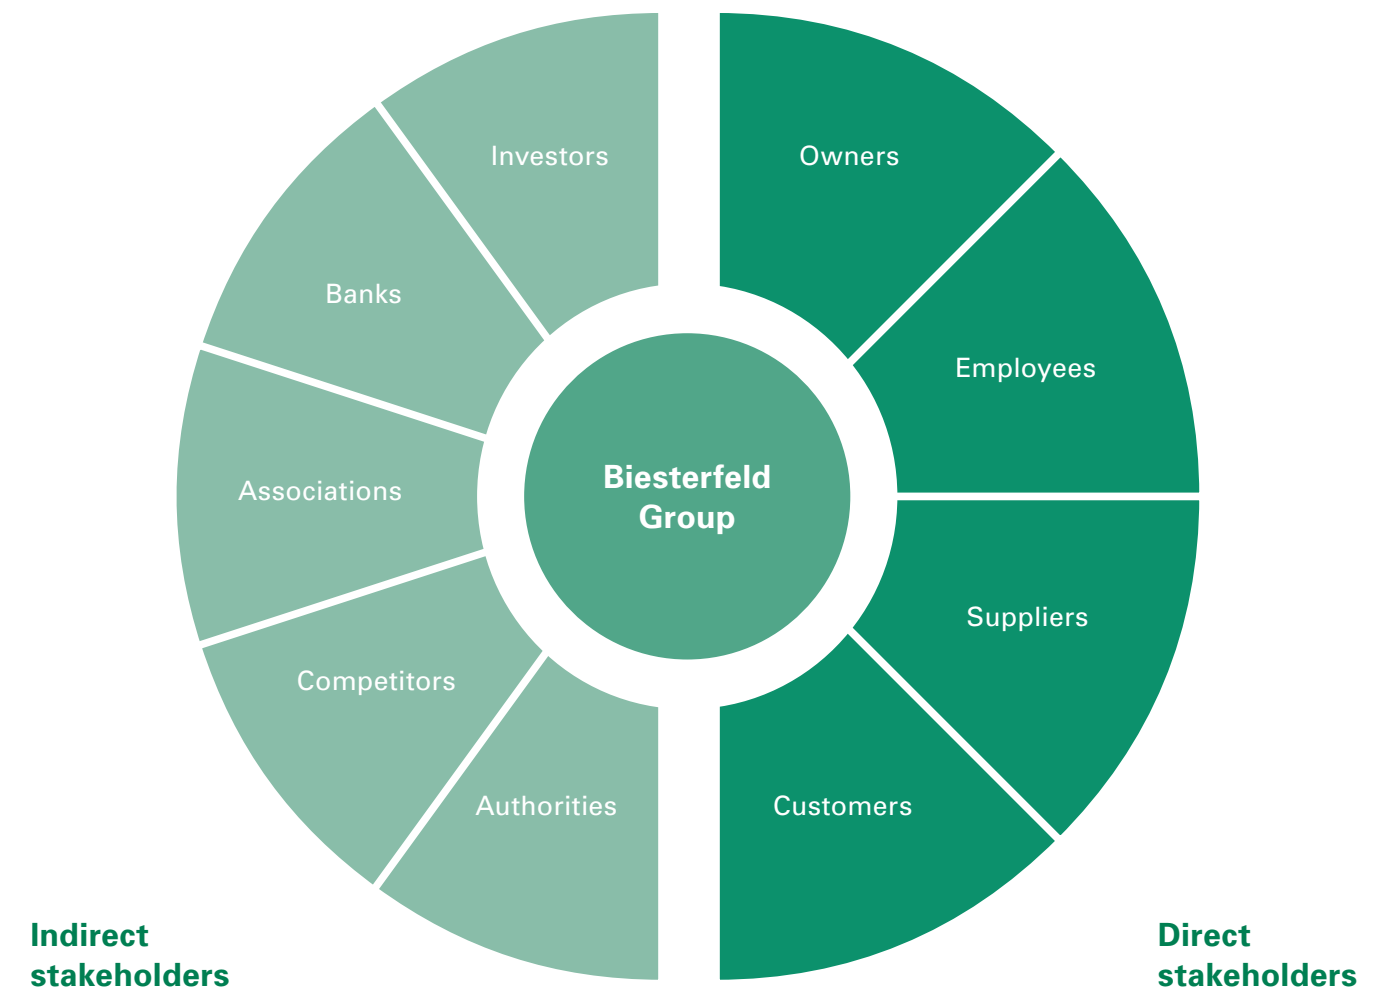 Investors
Owners
Banks
Employees
Associations
Biesterfeld
Group
Suppliers
Competitors
Authorities
Customers
Indirect
stakeholders
Direct
stakeholders